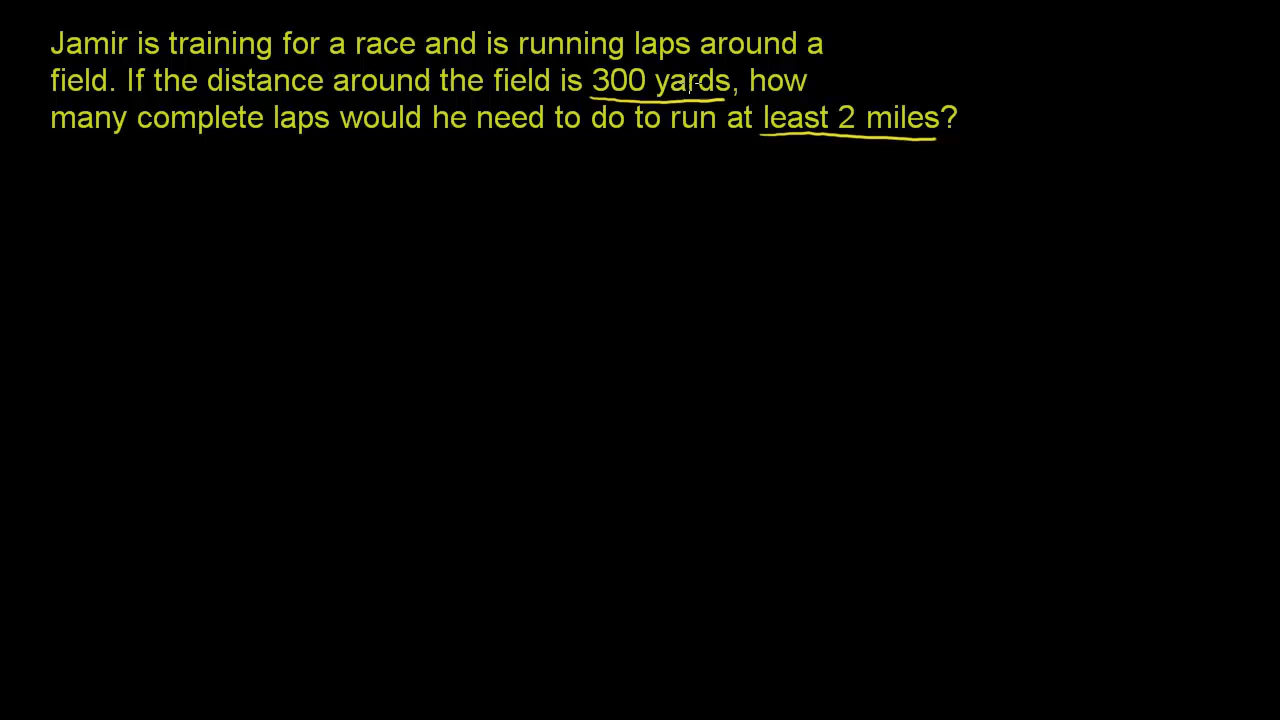 Jamir is training for a race and is running laps around a
field. If the distance around the field is 300 yards, how
many complete laps would he need to do to run at least 2 miles?